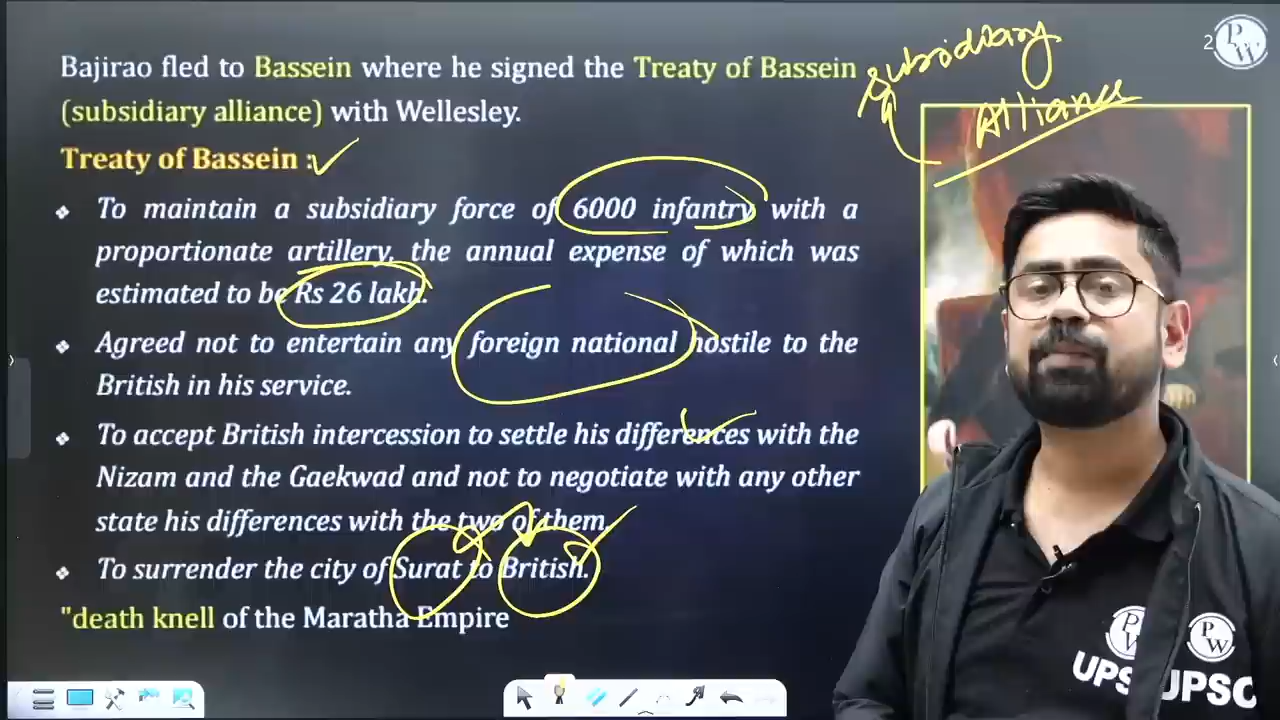 Bajirao fled to Bassein where he signed the Treaty of Bassein
(subsidiary alliance) with Wellesley.
Treaty of Bassein :
❖ To maintain a subsidiary force of 6000 infantry with a
proportionate artillery, the annual expense of which was
estimated to be Rs 26 lakh.
❖ Agreed not to entertain any foreign national hostile to the
British in his service.
❖ To accept British intercession to settle his differences with the
Nizam and the Gaekwad and not to negotiate with any other
state his differences with the two of them.
❖ To surrender the city of Surat to British.
"death knell of the Maratha Empire
Subsidiary
Alliance
2
PW
PW
PW
UPS
UPSC